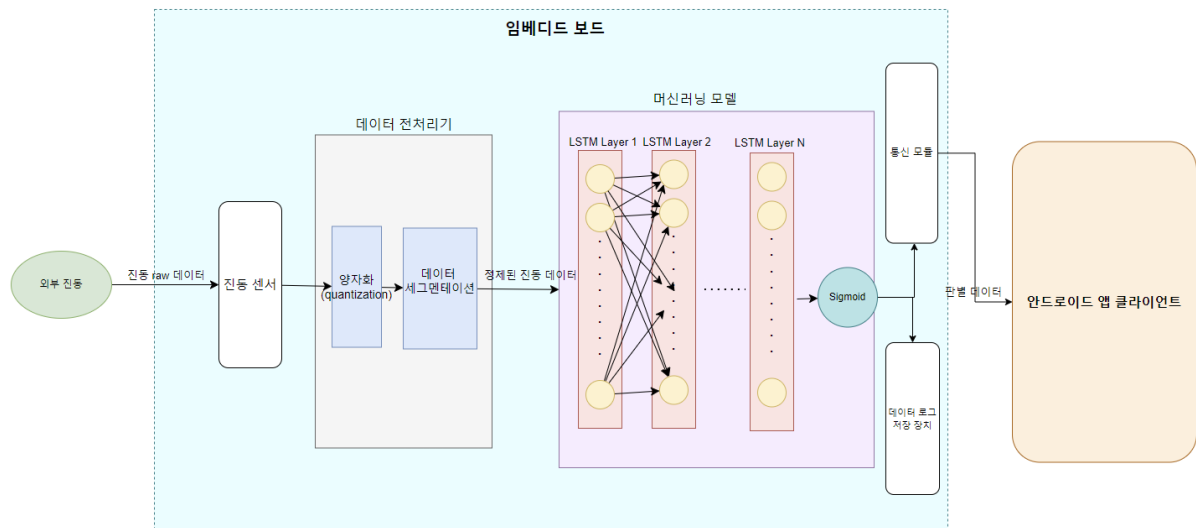 임베디드 보드
머신러닝 모델
데이터 전처리기
LSTM Layer 1
LSTM Layer 2
LSTM Layer N
통신 모듈
외부 진동
진동 raw 데이터
진동 센서
양자화
(quantization)
데이터
세그멘테이션
정제된 진동 데이터
Sigmoid
판별 데이터
안드로이드 앱 클라이언트
데이터 로그
저장 장치